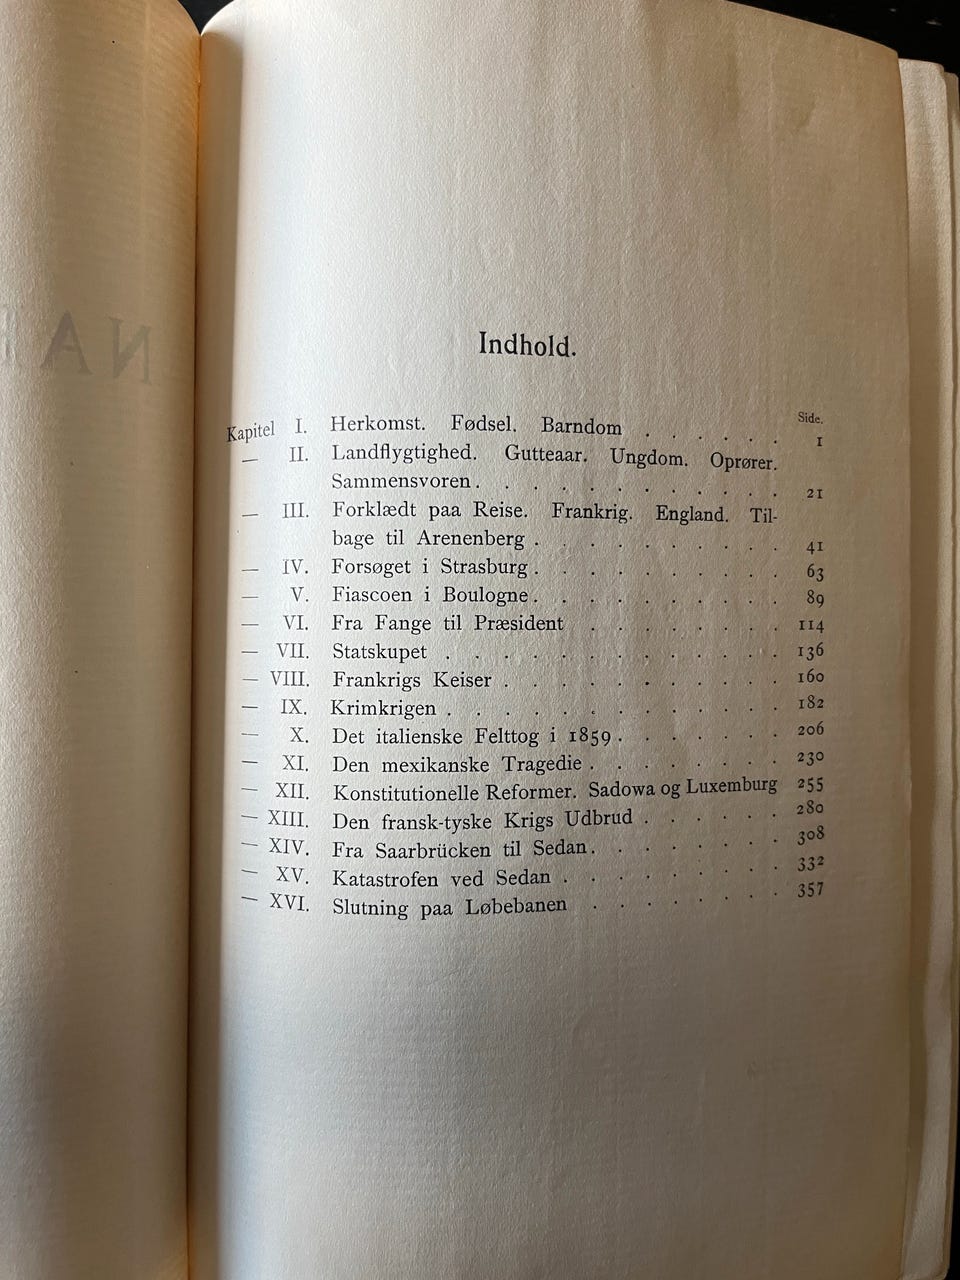 Indhold.
Side.
Kapitel I. Herkomst. Fødsel. Barndom . . . . . . 1
— II. Landflygtighed. Gutteaar. Ungdom. Oprører.
Sammensvoren . . . . . . . . . . . 21
— III. Forklædt paa Reise. Frankrig. England. Til-
bage til Arenenberg . . . . . . . . . 41
— IV. Forsøget i Strasburg . . . . . . . . . 63
— V. Fiascoen i Boulogne . . . . . . . . . 89
— VI. Fra Fange til Præsident . . . . . . . 114
— VII. Statskupet . . . . . . . . . . . . 136
— VIII. Frankrigs Keiser . . . . . . . . . . 160
— IX. Krimkrigen . . . . . . . . . . . . 182
— X. Det italienske Felttog i 1859 . . . . . . 206
— XI. Den mexikanske Tragedie . . . . . . . 230
— XII. Konstitutionelle Reformer. Sadowa og Luxemburg 255
— XIII. Den fransk-tyske Krigs Udbrud . . . . . 280
— XIV. Fra Saarbrücken til Sedan . . . . . . . 308
— XV. Katastrofen ved Sedan . . . . . . . . 332
— XVI. Slutning paa Løbebanen . . . . . . . 357